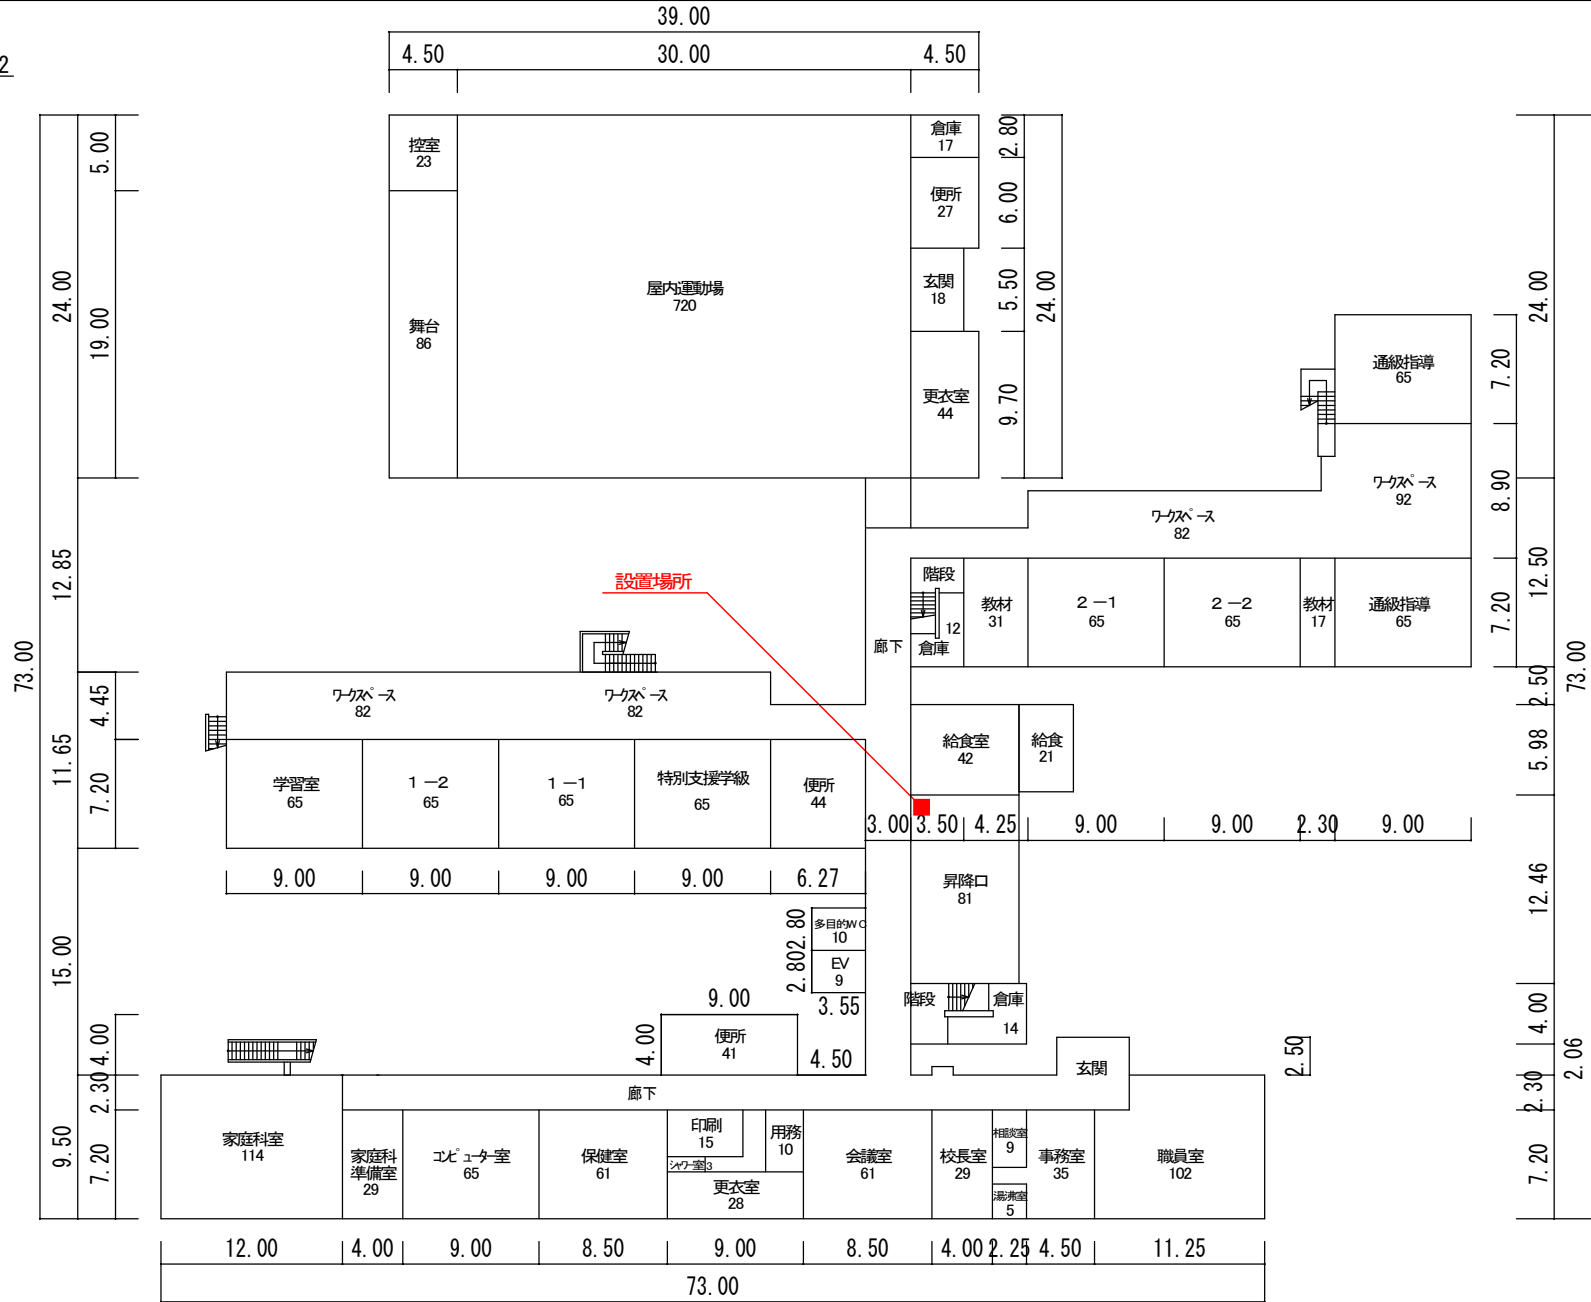 39.00
4.50 30.00 4.50
2
控室
23
舞台
86
屋内運動場
720
倉庫
17
便所
27
玄関
18
更衣室
44
2.80
6.00
5.50
9.70
24.00
5.00
19.00
24.00
12.85
4.45
7.20
11.65
15.00
4.00
2.30
7.20
9.50
73.00
通級指導
65
ワークスペース
92
ワークスペース
82
階段
12
倉庫
教材
31
2-1
65
2-2
65
教材
17
通級指導
65
廊下
設置場所
24.00
7.20
8.90
12.50
7.20
2.50
5.98
12.46
4.00
2.06
2.30
7.20
73.00
ワークスペース
82
ワークスペース
82
学習室
65
1-2
65
1-1
65
特別支援学級
65
便所
44
給食室
42
給食
21
3.00 3.50 4.25 9.00 9.00 2.30 9.00
9.00 9.00 9.00 9.00 6.27
昇降口
81
多目的WC
10
EV
9
2.80
2.80
3.55
階段
倉庫
14
9.00
4.00
便所
41
4.50
2.50
玄関
廊下
家庭科室
114
家庭科
準備室
29
コンピューター室
65
保健室
61
印刷
15
シャワー室3
用務
10
更衣室
28
会議室
61
校長室
29
相談室
9
湯沸室
5
事務室
35
職員室
102
12.00 4.00 9.00 8.50 9.00 8.50 4.00 2.25 4.50 11.25
73.00